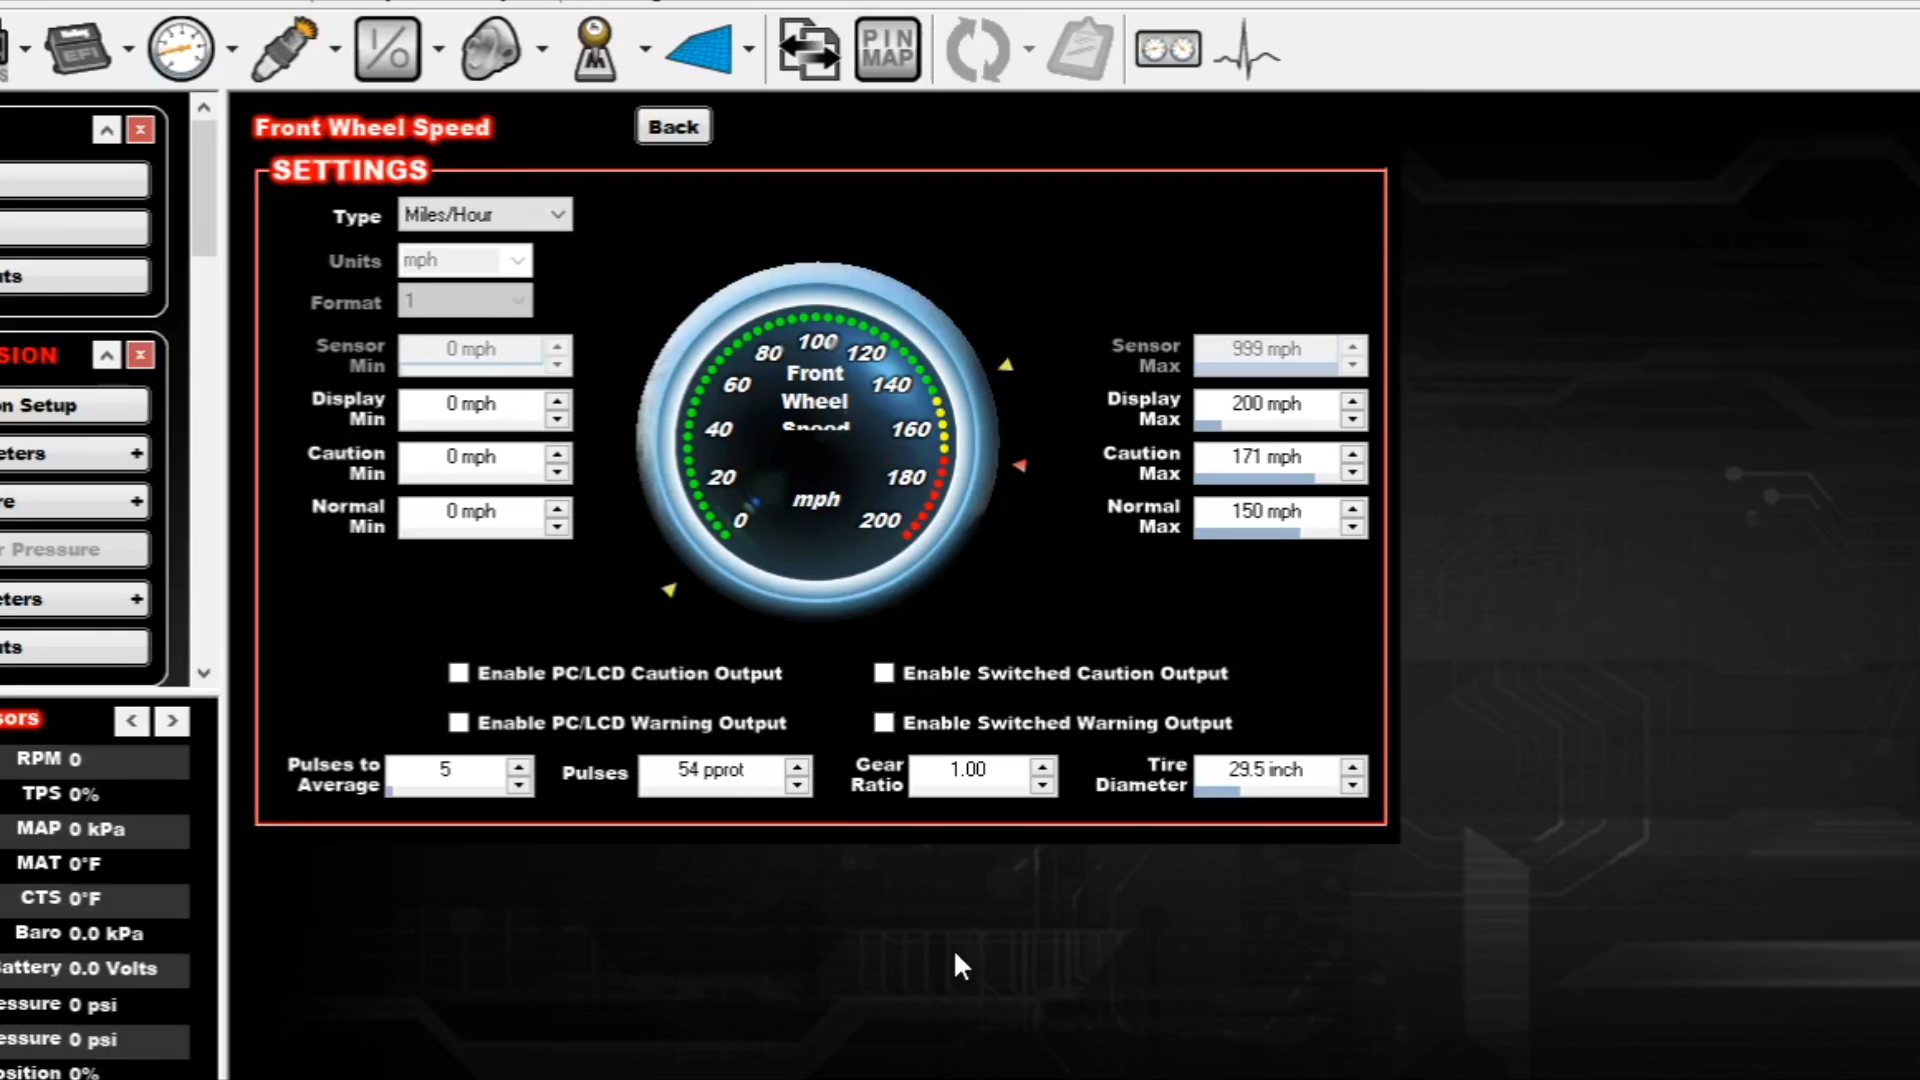 EFI
I/O
PIN
MAP
Front Wheel Speed
Back
SETTINGS
Type
Miles/Hour
Units
mph
Format
1
Sensor
Min
0 mph
Display
Min
0 mph
Caution
Min
0 mph
Normal
Min
0 mph
0
20
40
60
80
100
120
140
160
180
200
Front
Wheel
Speed
mph
Sensor
Max
999 mph
Display
Max
200 mph
Caution
Max
171 mph
Normal
Max
150 mph
Enable PC/LCD Caution Output
Enable Switched Caution Output
Enable PC/LCD Warning Output
Enable Switched Warning Output
Pulses to
Average
5
Pulses
54 pprot
Gear
Ratio
1.00
Tire
Diameter
29.5 inch
uts
SION
on Setup
eters +
re +
r Pressure
eters +
uts
sors
RPM 0
TPS 0%
MAP 0 kPa
MAT 0°F
CTS 0°F
Baro 0.0 kPa
Battery 0.0 Volts
essure 0 psi
essure 0 psi
osition 0%